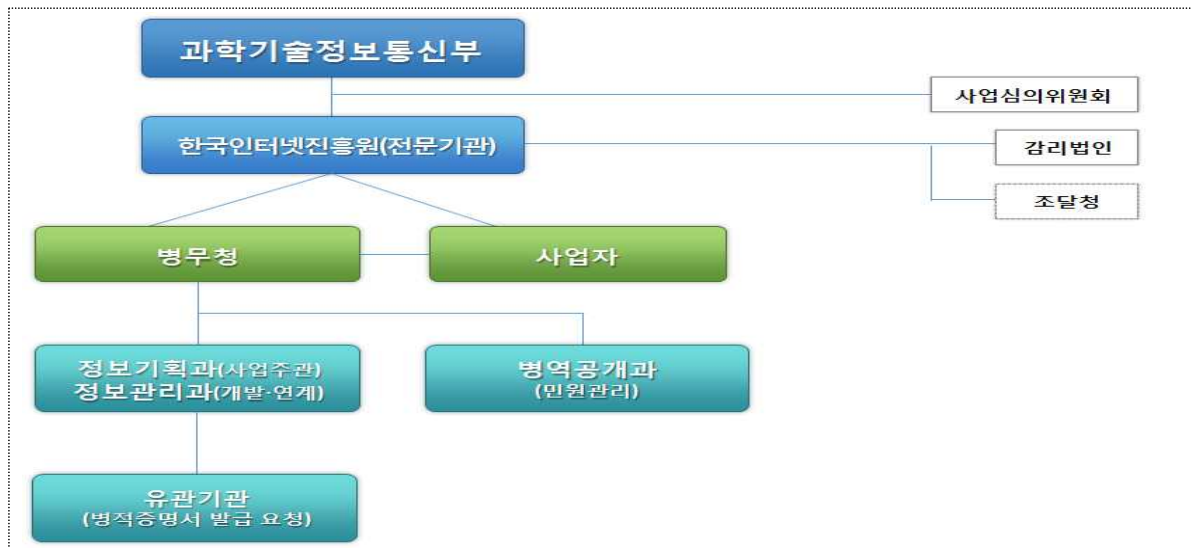 과학기술정보통신부
사업심의위원회
한국인터넷진흥원(전문기관)
감리법인
조달청
병무청
사업자
정보기획과(사업주관)
정보관리과(개발·연계)
병역공개과
(민원관리)
유관기관
(병적증명서 발급 요청)